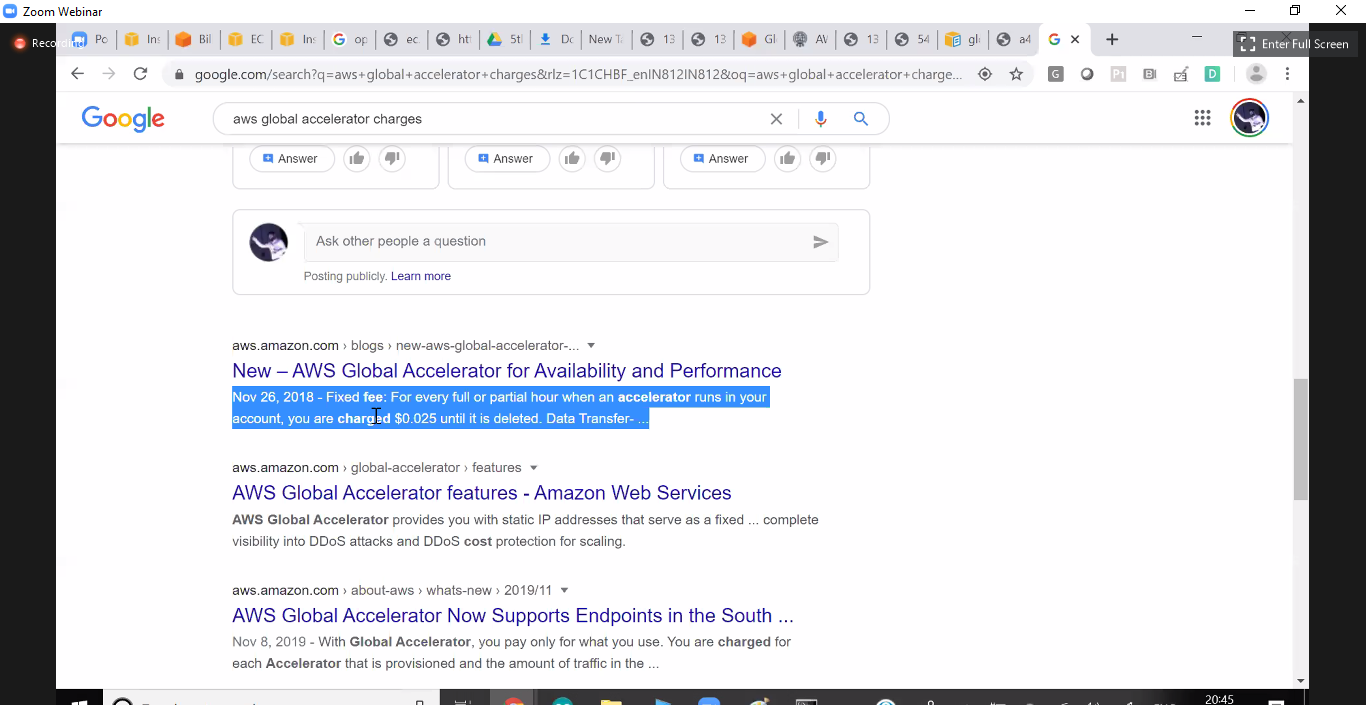 Zoom Webinar
Recording
Enter Full Screen
Po
Ins
Bil
EC
Ins
op
ec
htt
5tl
Dc
New Ta
13
13
Gl
AV
13
54
gl
a4
google.com/search?q=aws+global+accelerator+charges&rlz=1C1CHBF_enIN812IN812&oq=aws+global+accelerator+charge...
Google
aws global accelerator charges
Answer
Answer
Answer
Ask other people a question
Posting publicly. Learn more
aws.amazon.com › blogs › new-aws-global-accelerator-...
New – AWS Global Accelerator for Availability and Performance
Nov 26, 2018 - Fixed fee: For every full or partial hour when an accelerator runs in your
account, you are charged $0.025 until it is deleted. Data Transfer- ...
aws.amazon.com › global-accelerator › features
AWS Global Accelerator features - Amazon Web Services
AWS Global Accelerator provides you with static IP addresses that serve as a fixed ... complete
visibility into DDoS attacks and DDoS cost protection for scaling.
aws.amazon.com › about-aws › whats-new › 2019/11
AWS Global Accelerator Now Supports Endpoints in the South ...
Nov 8, 2019 - With Global Accelerator, you pay only for what you use. You are charged for
each Accelerator that is provisioned and the amount of traffic in the ...
20:45